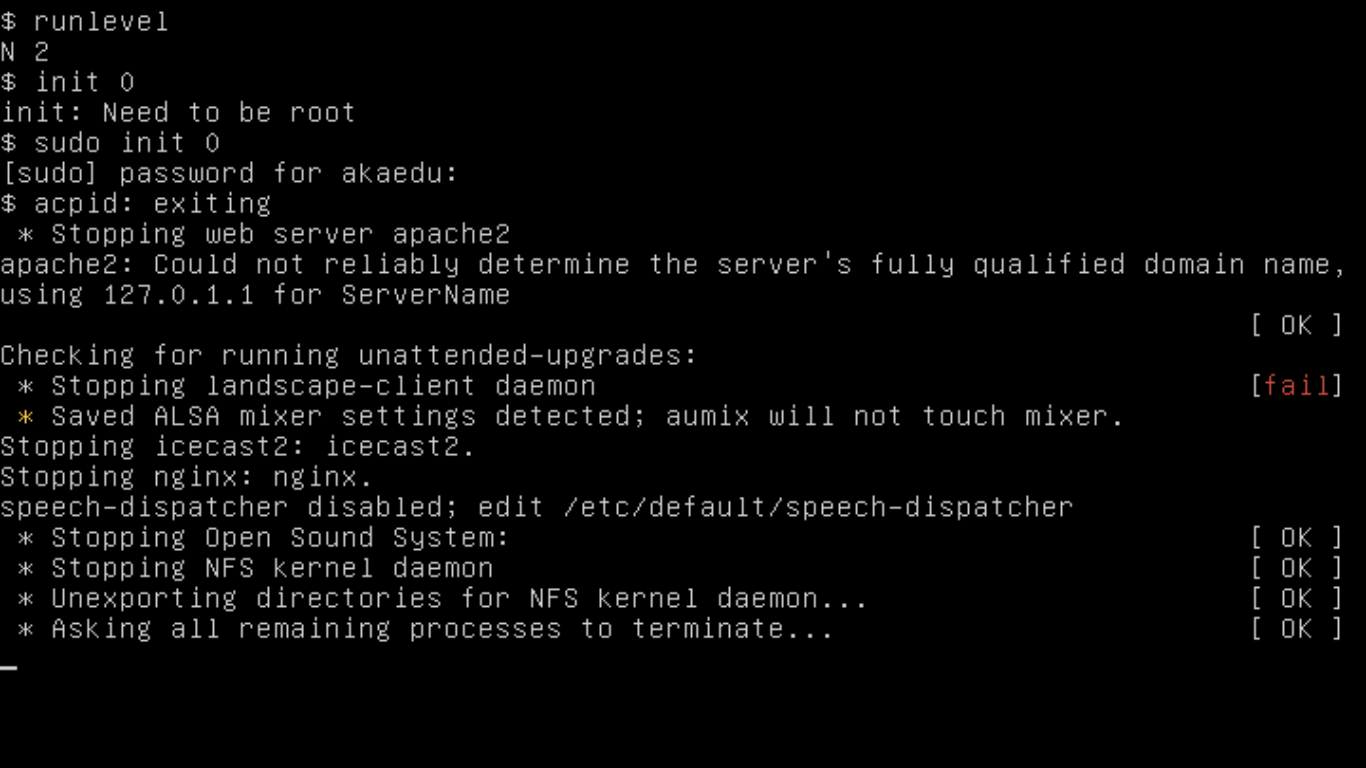 $ runlevel
N 2
$ init 0
init: Need to be root
$ sudo init 0
[sudo] password for akaedu:
$ acpid: exiting
 * Stopping web server apache2
apache2: Could not reliably determine the server's fully qualified domain name,
using 127.0.1.1 for ServerName
[ OK ]
Checking for running unattended-upgrades:
 * Stopping landscape-client daemon [fail]
 * Saved ALSA mixer settings detected; aumix will not touch mixer.
Stopping icecast2: icecast2.
Stopping nginx: nginx.
speech-dispatcher disabled; edit /etc/default/speech-dispatcher
 * Stopping Open Sound System: [ OK ]
 * Stopping NFS kernel daemon [ OK ]
 * Unexporting directories for NFS kernel daemon... [ OK ]
 * Asking all remaining processes to terminate... [ OK ]